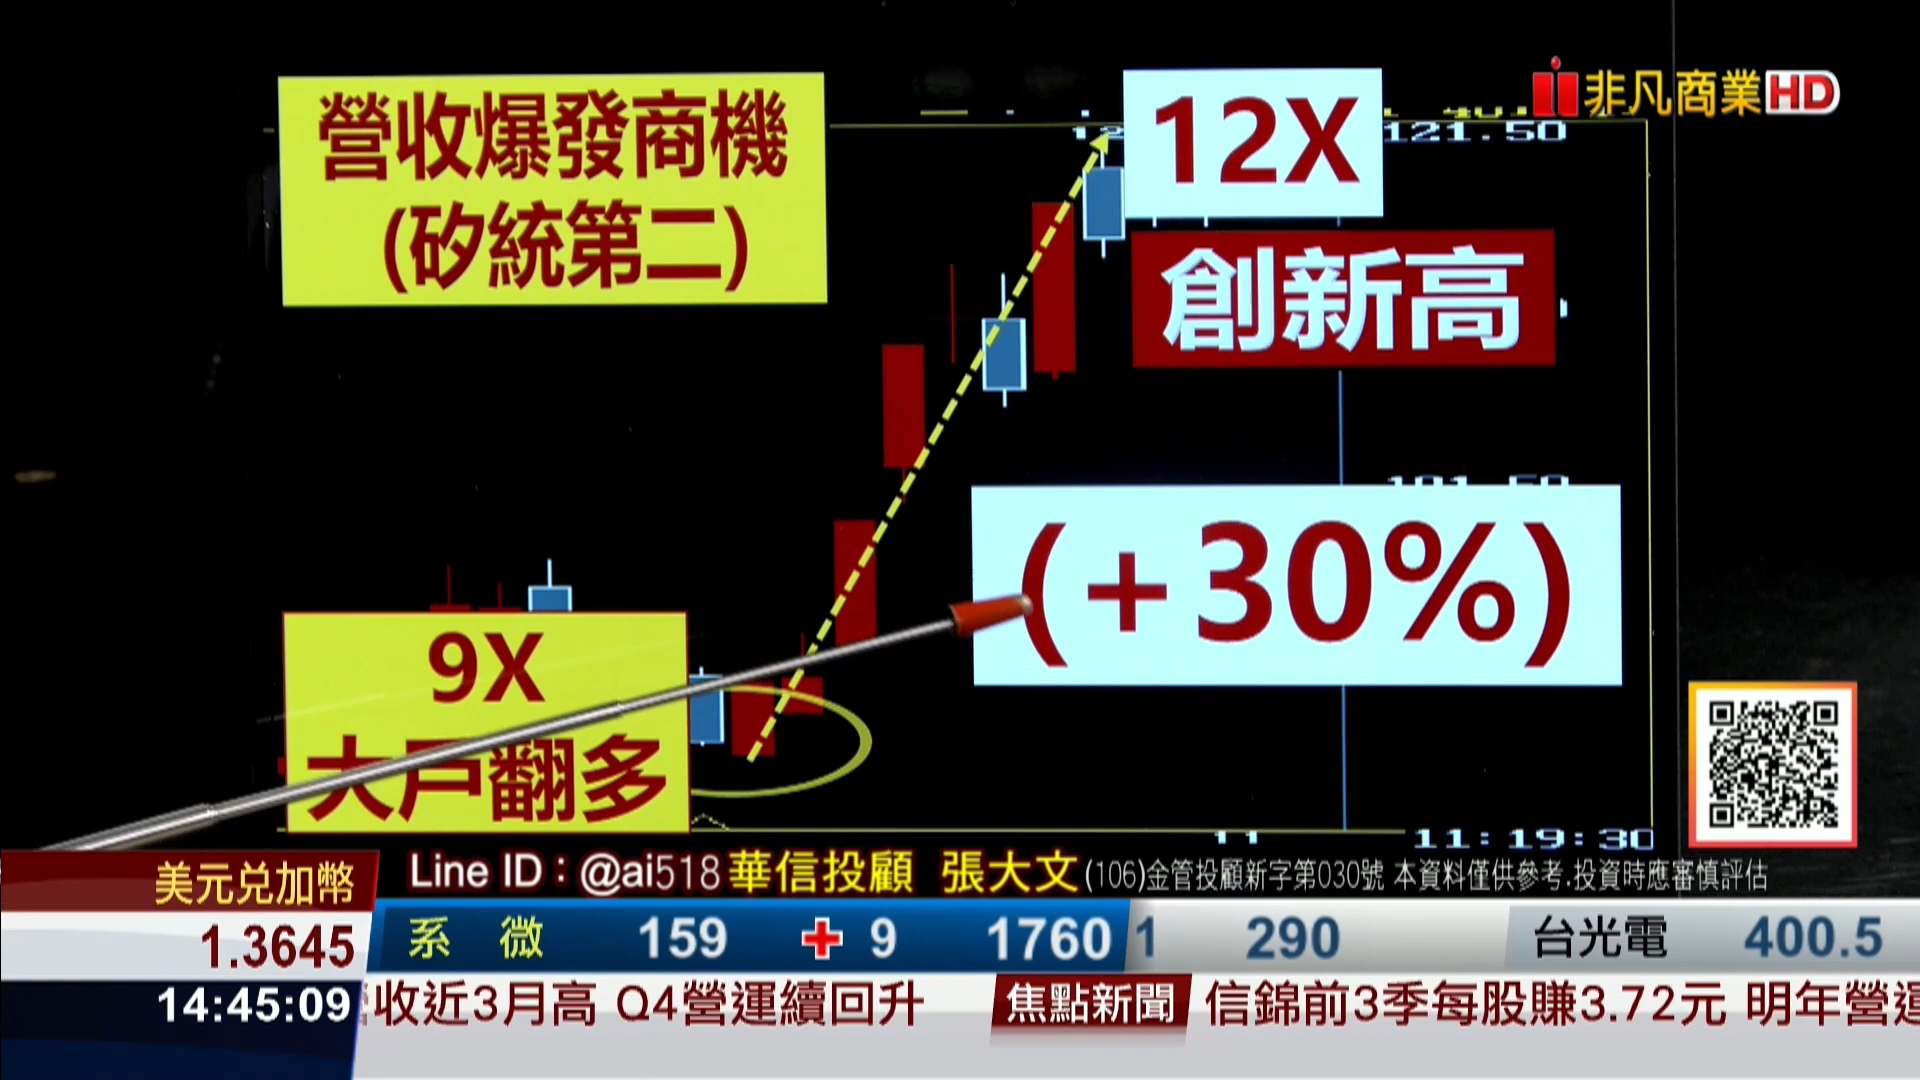 營收爆發商機
(矽統第二)
12X
121.50
非凡商業HD
創新高
(+30%)
9X
大戶翻多
11
11:19:30
美元兑加幣
1.3645
14:45:09
Line ID：@ai518 華信投顧 張大文 (106)金管投顧新字第030號 本資料僅供參考.投資時應審慎評估
系 微 159 + 9 1760
1 290 台光電 400.5
收近3月高 Q4營運續回升 焦點新聞 信錦前3季每股賺3.72元 明年營運